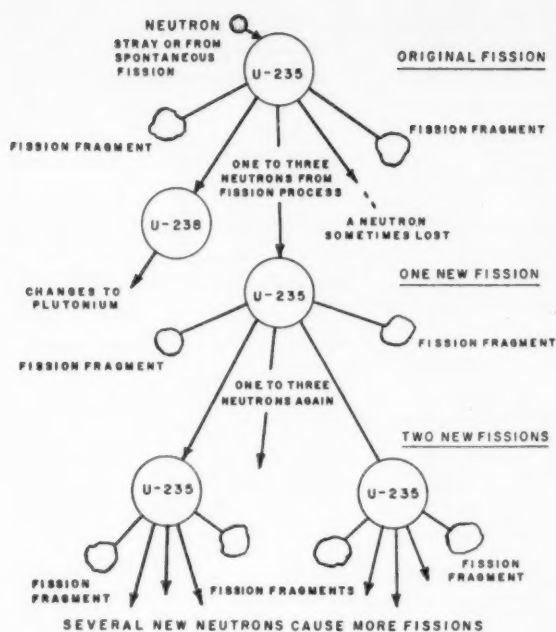 NEUTRON
STRAY OR FROM
SPONTANEOUS
FISSION
U-235
ORIGINAL FISSION
FISSION FRAGMENT
FISSION FRAGMENT
ONE TO THREE
NEUTRONS FROM
FISSION PROCESS
U-238
A NEUTRON
SOMETIMES LOST
CHANGES TO
PLUTONIUM
U-235
ONE NEW FISSION
FISSION FRAGMENT
FISSION FRAGMENT
ONE TO THREE
NEUTRONS AGAIN
TWO NEW FISSIONS
U-235
U-235
FISSION
FRAGMENT
FISSION FRAGMENTS
FISSION
FRAGMENT
SEVERAL NEW NEUTRONS CAUSE MORE FISSIONS